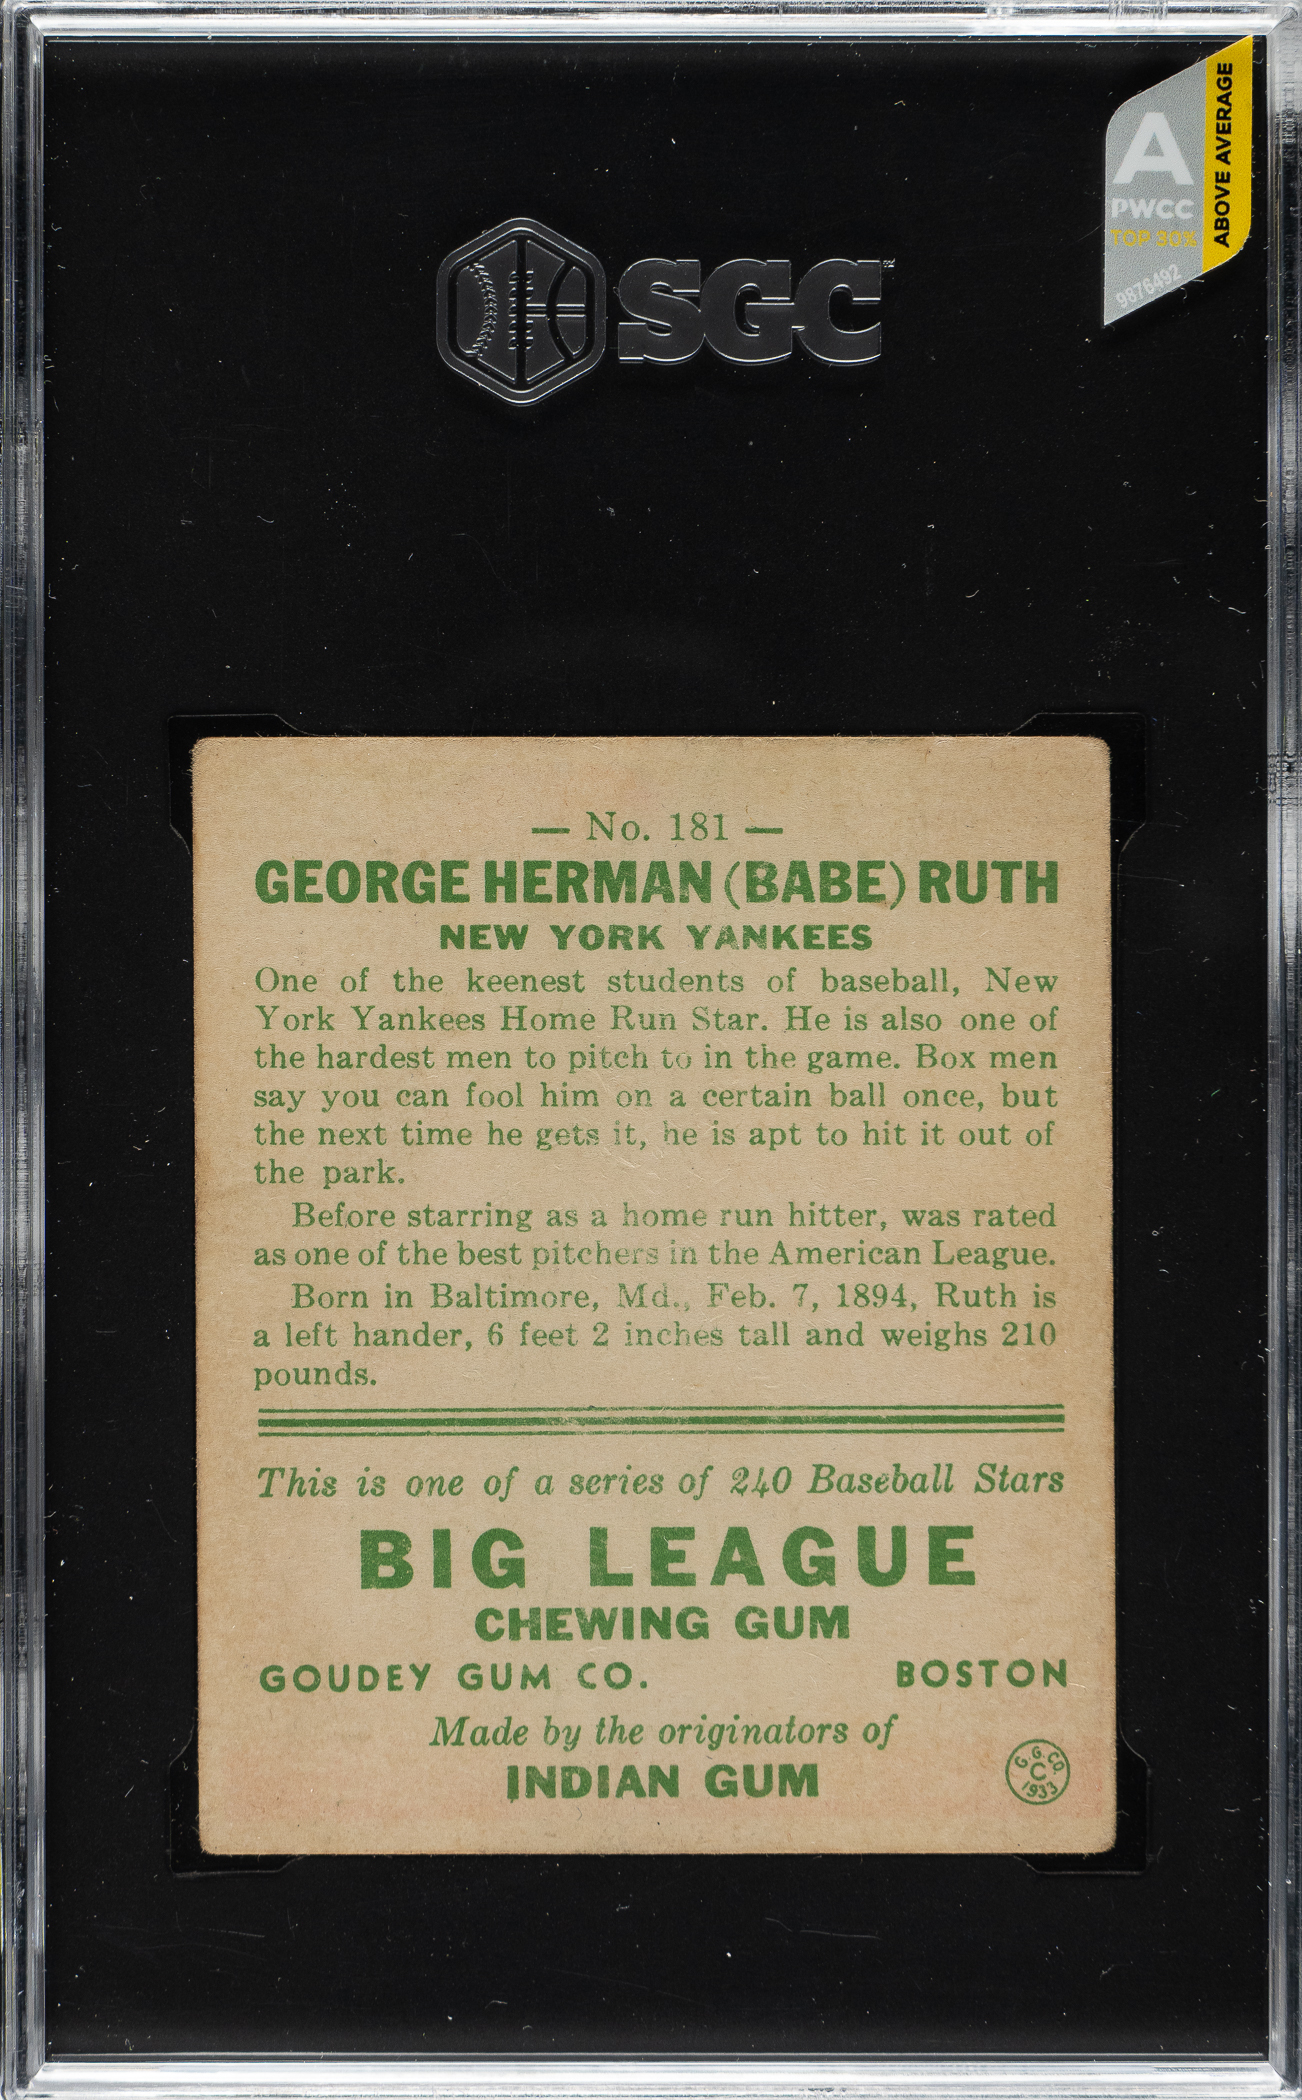 A
PWCC
TOP 30%
ABOVE AVERAGE
9876492
SGC
— No. 181 —
GEORGE HERMAN (BABE) RUTH
NEW YORK YANKEES
One of the keenest students of baseball, New
York Yankees Home Run Star. He is also one of
the hardest men to pitch to in the game. Box men
say you can fool him on a certain ball once, but
the next time he gets it, he is apt to hit it out of
the park.
Before starring as a home run hitter, was rated
as one of the best pitchers in the American League.
Born in Baltimore, Md., Feb. 7, 1894, Ruth is
a left hander, 6 feet 2 inches tall and weighs 210
pounds.
This is one of a series of 240 Baseball Stars
BIG LEAGUE
CHEWING GUM
GOUDEY GUM CO. BOSTON
Made by the originators of
INDIAN GUM
G. G. CO.
C
1933